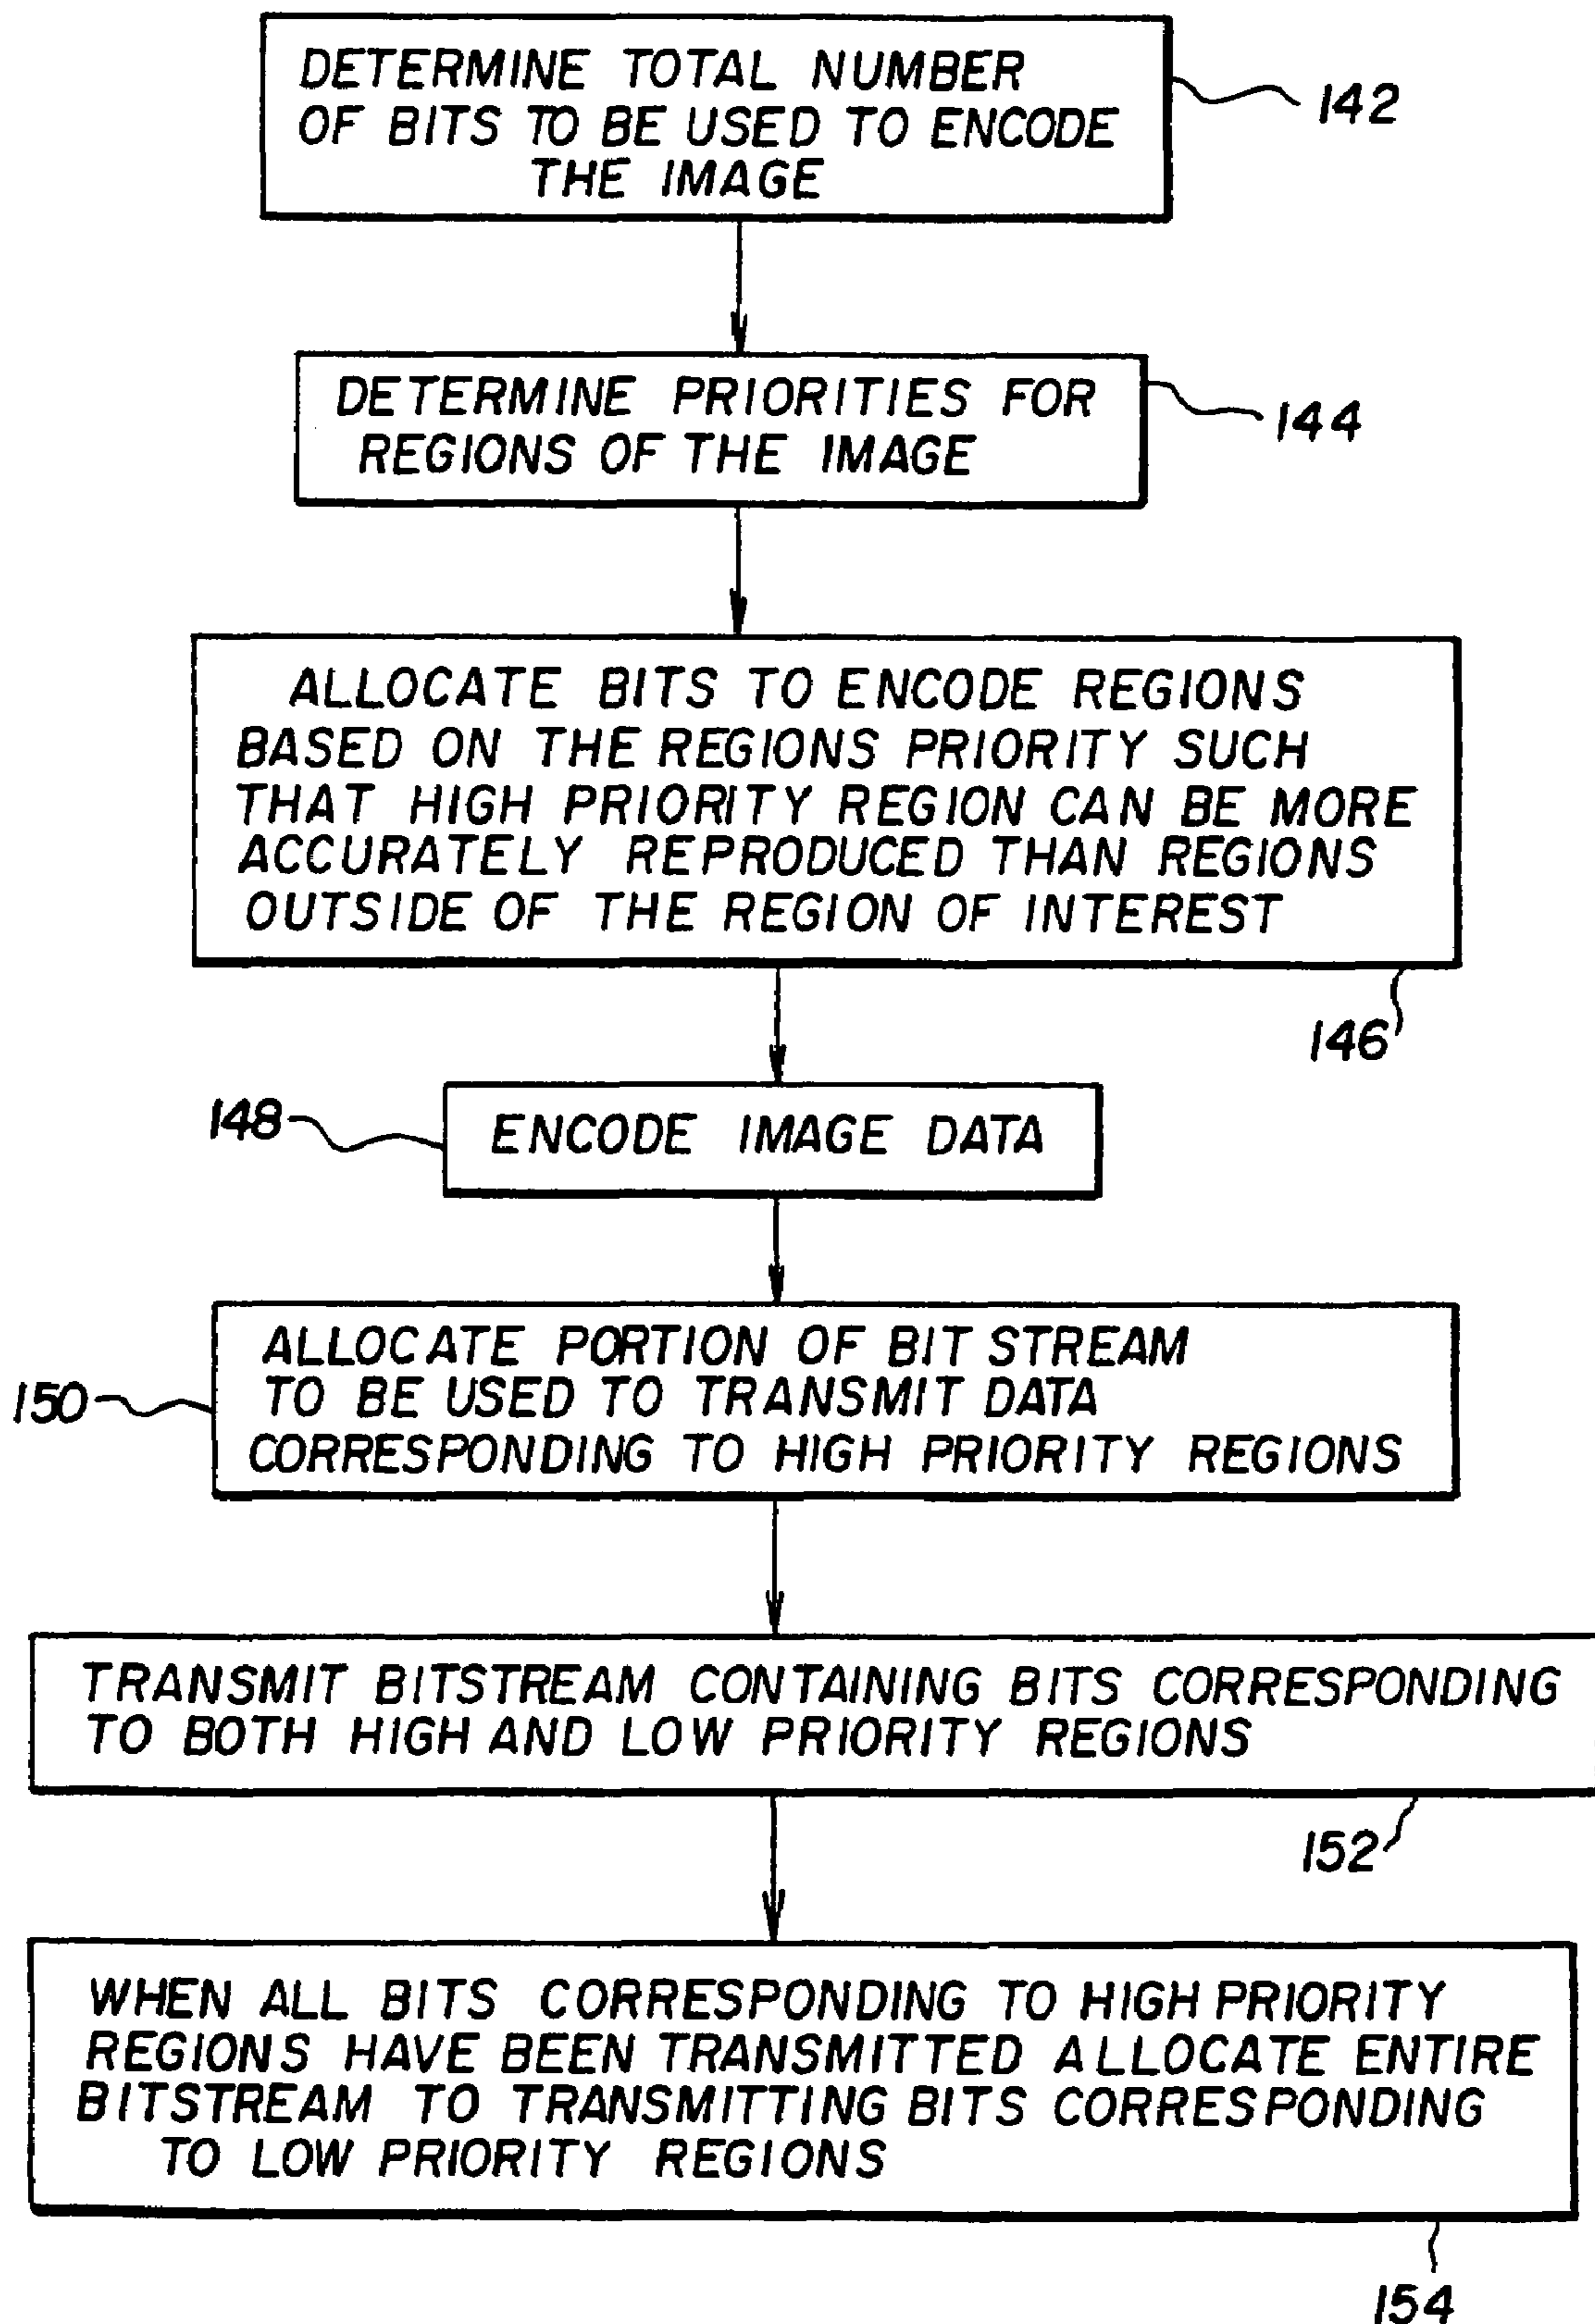 DETERMINE TOTAL NUMBER
OF BITS TO BE USED TO ENCODE
THE IMAGE
142
DETERMINE PRIORITIES FOR
REGIONS OF THE IMAGE
144
ALLOCATE BITS TO ENCODE REGIONS
BASED ON THE REGIONS PRIORITY SUCH
THAT HIGH PRIORITY REGION CAN BE MORE
ACCURATELY REPRODUCED THAN REGIONS
OUTSIDE OF THE REGION OF INTEREST
146
148
ENCODE IMAGE DATA
ALLOCATE PORTION OF BIT STREAM
TO BE USED TO TRANSMIT DATA
CORRESPONDING TO HIGH PRIORITY REGIONS
150
TRANSMIT BITSTREAM CONTAINING BITS CORRESPONDING
TO BOTH HIGH AND LOW PRIORITY REGIONS
152
WHEN ALL BITS CORRESPONDING TO HIGH PRIORITY
REGIONS HAVE BEEN TRANSMITTED ALLOCATE ENTIRE
BITSTREAM TO TRANSMITTING BITS CORRESPONDING
TO LOW PRIORITY REGIONS
154